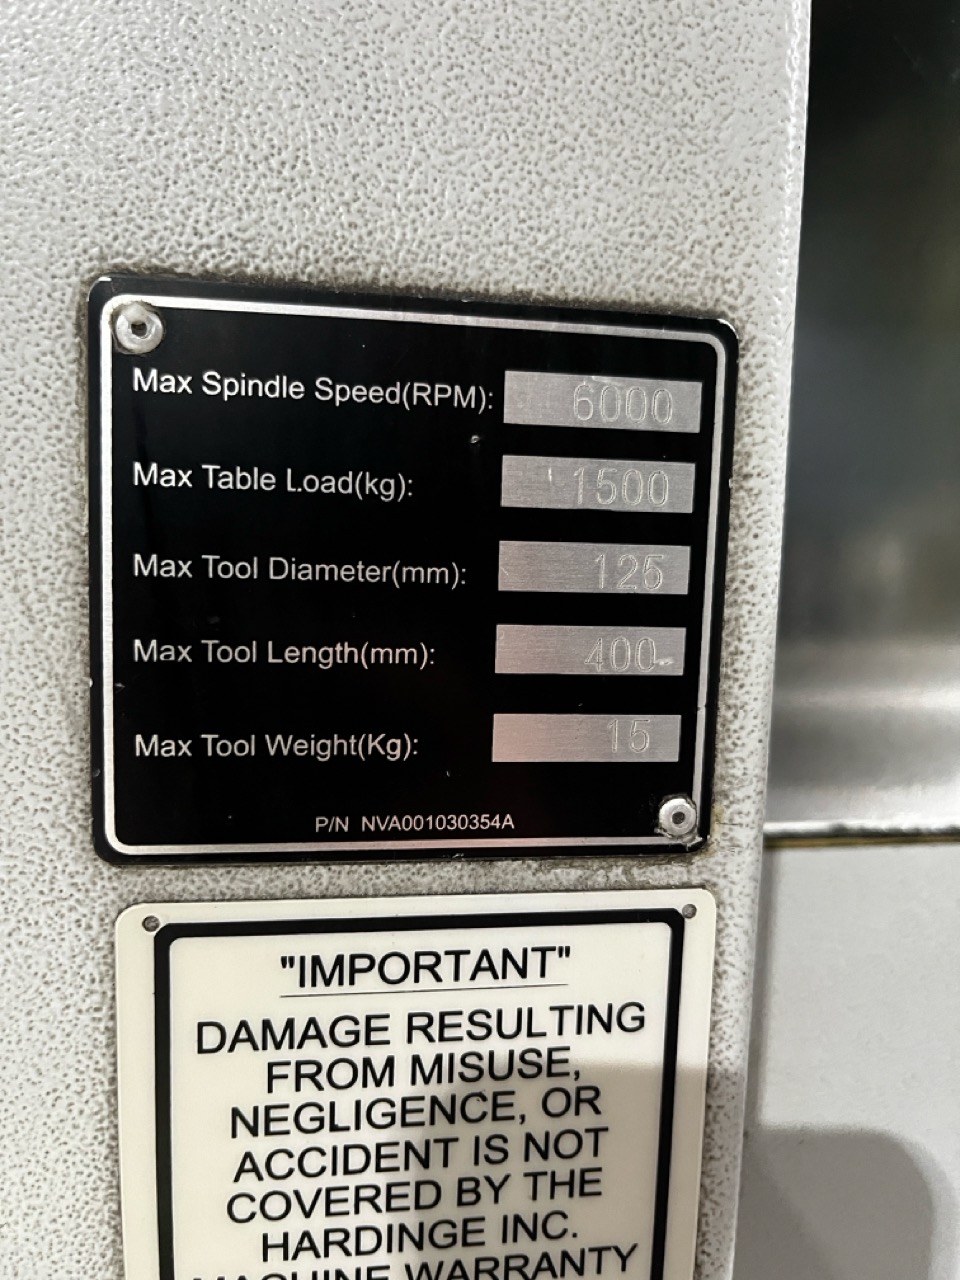 Max Spindle Speed(RPM): 6000
Max Table Load(kg): 1500
Max Tool Diameter(mm): 125
Max Tool Length(mm): 400
Max Tool Weight(Kg): 15
P/N NVA001030354A
"IMPORTANT"
DAMAGE RESULTING
FROM MISUSE,
NEGLIGENCE, OR
ACCIDENT IS NOT
COVERED BY THE
HARDINGE INC.
MACHINE WARRANTY